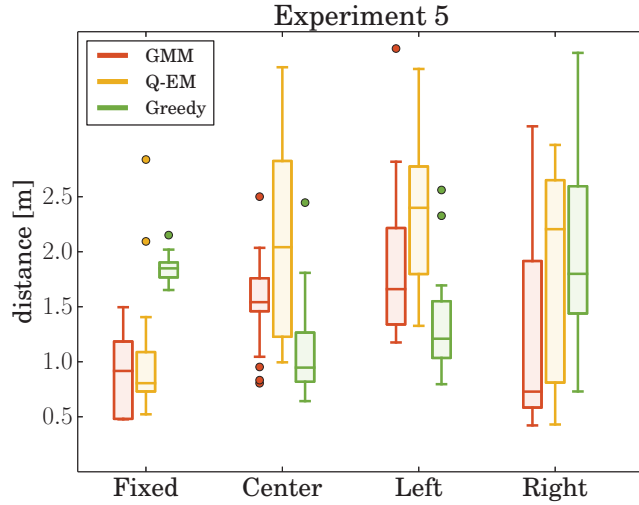 Experiment 5
GMM
Q-EM
Greedy
distance [m]
2.5
2.0
1.5
1.0
0.5
Fixed Center Left Right